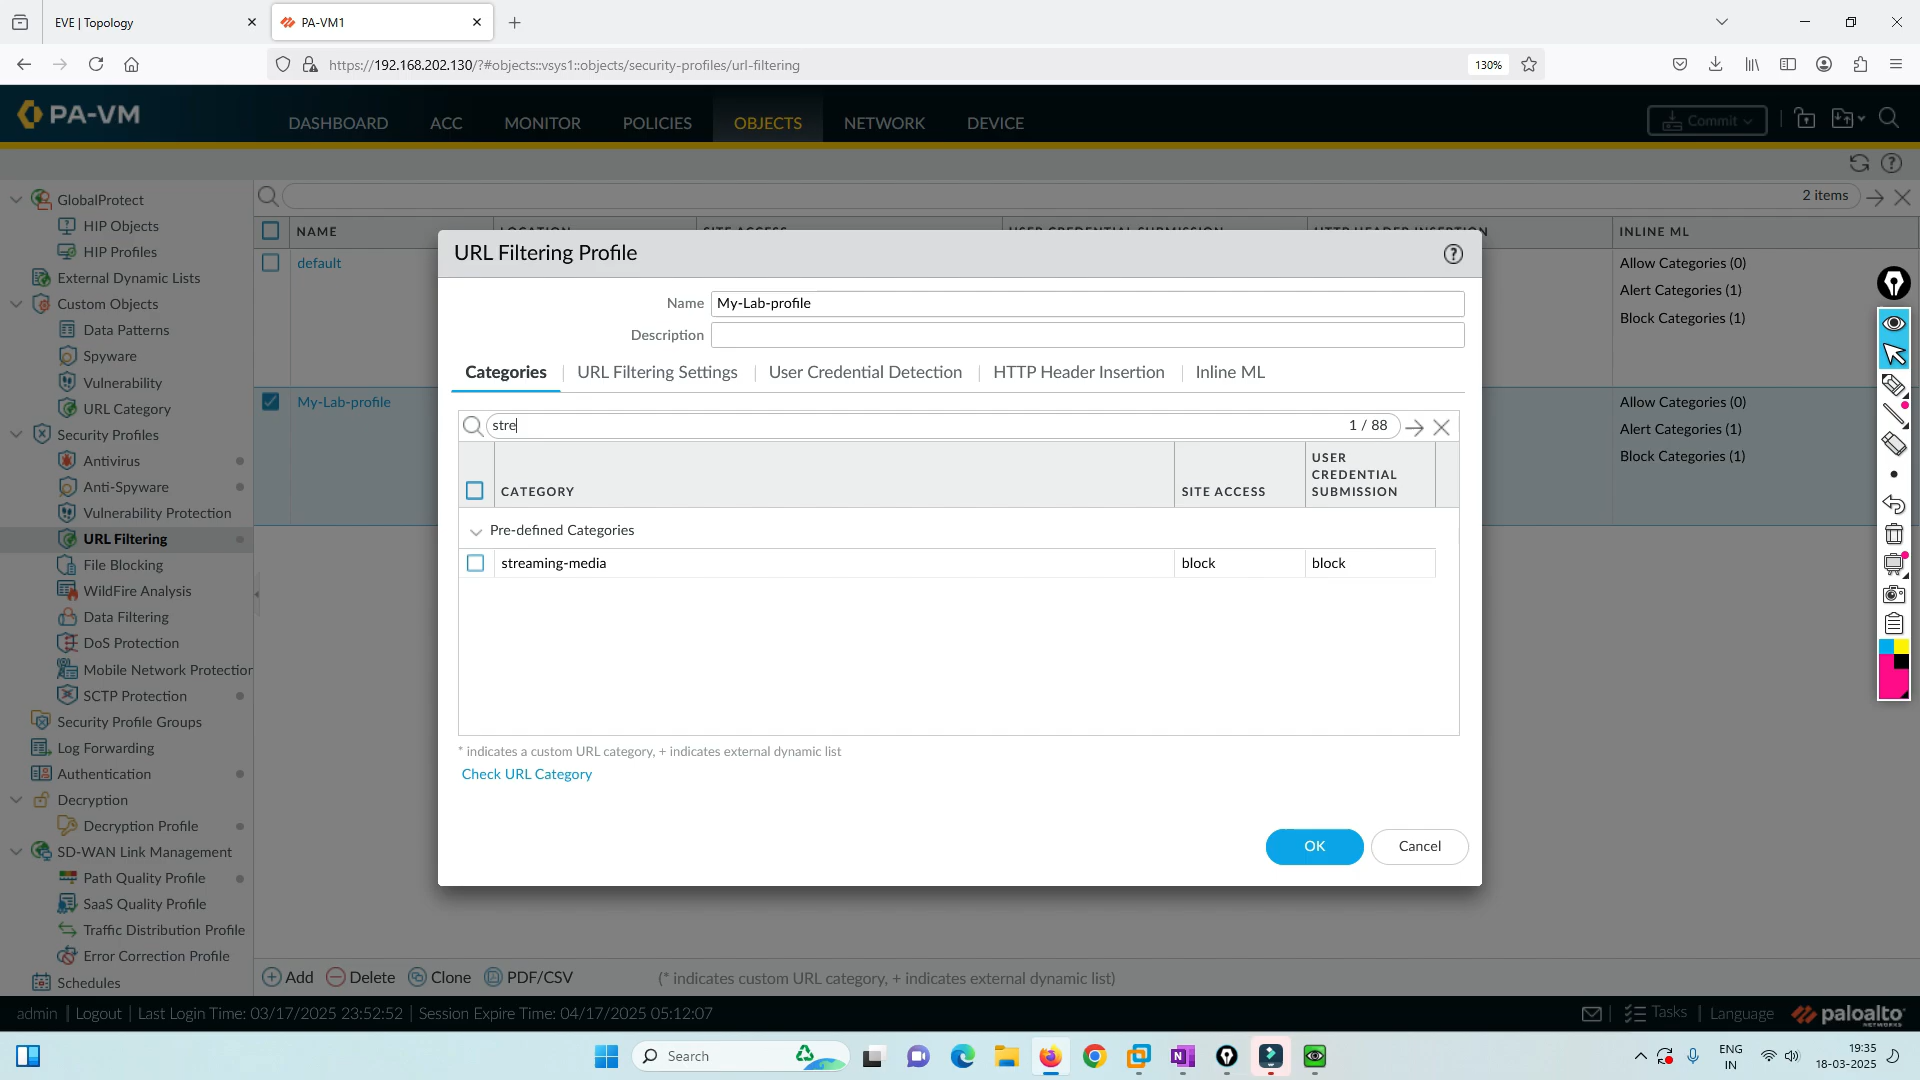 EVE | Topology
PA-VM1
https://192.168.202.130/?#objects::vsys1::objects/security-profiles/url-filtering
130%
PA-VM
DASHBOARD
ACC
MONITOR
POLICIES
OBJECTS
NETWORK
DEVICE
Commit
2 items
GlobalProtect
HIP Objects
HIP Profiles
External Dynamic Lists
Custom Objects
Data Patterns
Spyware
Vulnerability
URL Category
Security Profiles
Antivirus
Anti-Spyware
Vulnerability Protection
URL Filtering
File Blocking
WildFire Analysis
Data Filtering
DoS Protection
Mobile Network Protection
SCTP Protection
Security Profile Groups
Log Forwarding
Authentication
Decryption
Decryption Profile
SD-WAN Link Management
Path Quality Profile
SaaS Quality Profile
Traffic Distribution Profile
Error Correction Profile
Schedules
NAME
LOCATION
SITE ACCESS
USER CREDENTIAL SUBMISSION
HTTP HEADER INSERTION
INLINE ML
default
Allow Categories (0)
Alert Categories (1)
Block Categories (1)
My-Lab-profile
Allow Categories (0)
Alert Categories (1)
Block Categories (1)
URL Filtering Profile
Name
My-Lab-profile
Description
Categories
URL Filtering Settings
User Credential Detection
HTTP Header Insertion
Inline ML
stre
1 / 88
CATEGORY
SITE ACCESS
USER
CREDENTIAL
SUBMISSION
Pre-defined Categories
streaming-media
block
block
* indicates a custom URL category, + indicates external dynamic list
Check URL Category
OK
Cancel
Add
Delete
Clone
PDF/CSV
(* indicates custom URL category, + indicates external dynamic list)
admin | Logout | Last Login Time: 03/17/2025 23:52:52 | Session Expire Time: 04/17/2025 05:12:07
Tasks | Language
paloalto
NETWORKS
Search
ENG
IN
19:35
18-03-2025